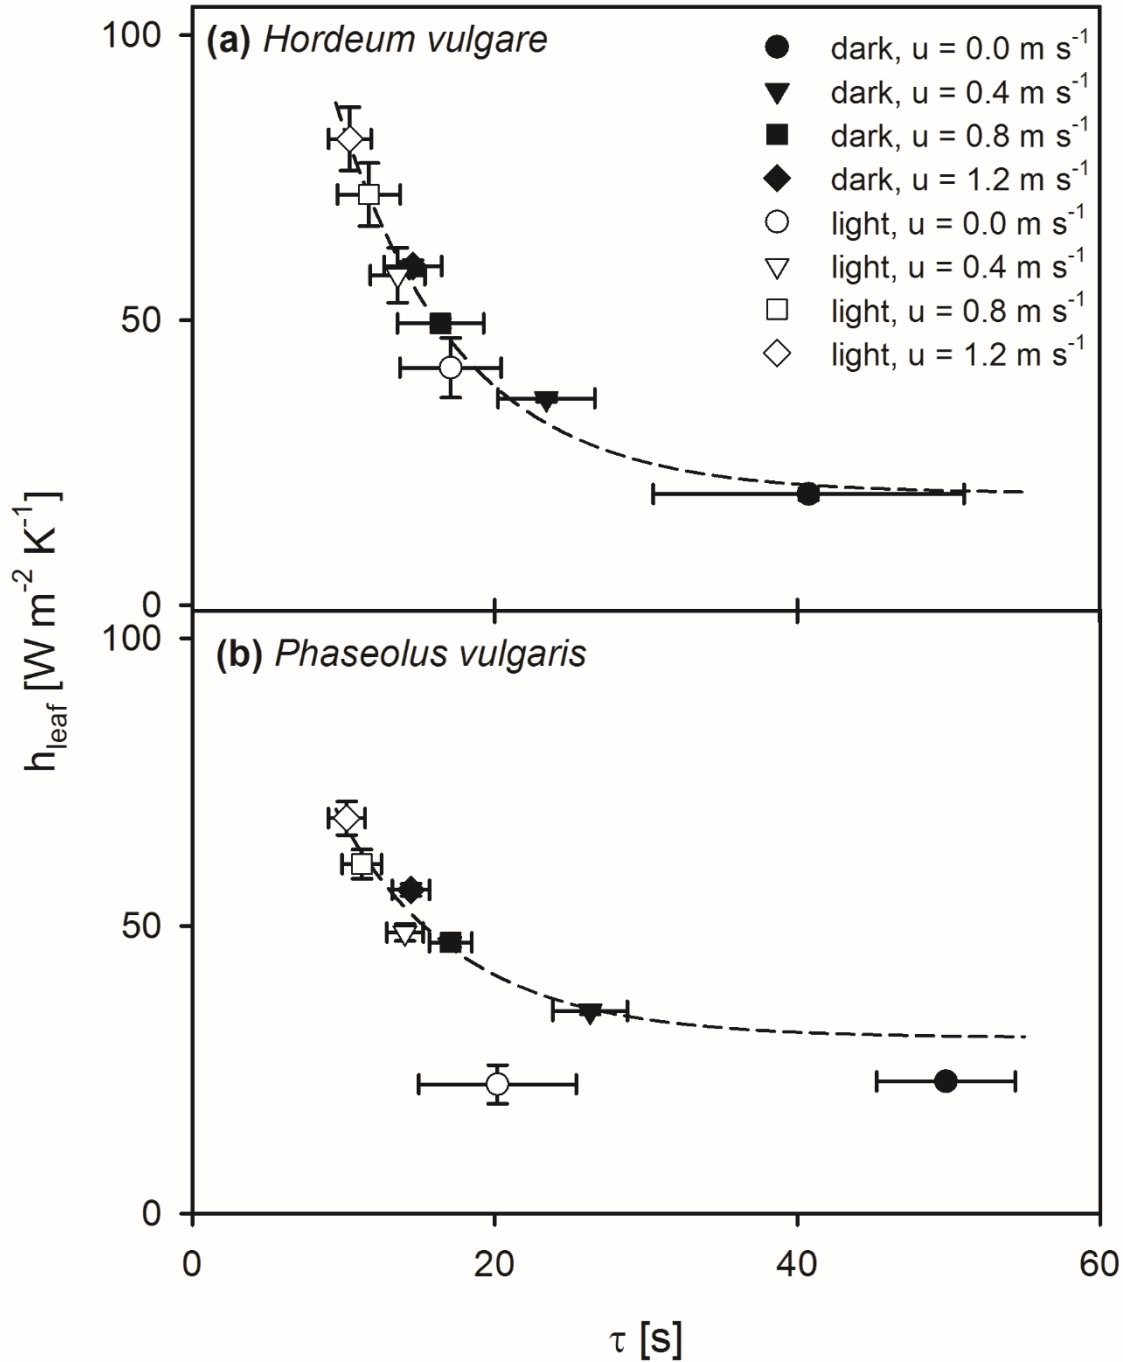 100
(a) Hordeum vulgare
dark, u = 0.0 m s⁻¹
dark, u = 0.4 m s⁻¹
dark, u = 0.8 m s⁻¹
dark, u = 1.2 m s⁻¹
light, u = 0.0 m s⁻¹
light, u = 0.4 m s⁻¹
light, u = 0.8 m s⁻¹
light, u = 1.2 m s⁻¹
50
0
h_leaf [W m⁻² K⁻¹]
100
(b) Phaseolus vulgaris
50
0
0 20 40 60
τ [s]